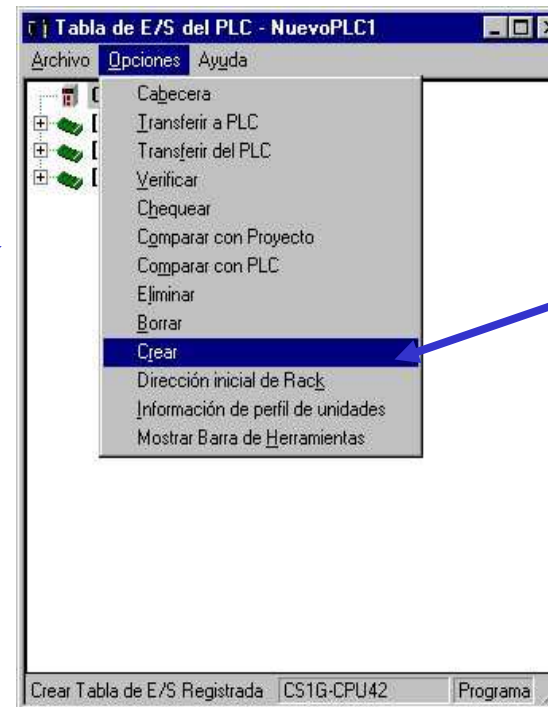 Tabla de E/S del PLC - NuevoPLC1
Archivo Opciones Ayuda
Cabecera
Transferir a PLC
Transferir del PLC
Verificar
Chequear
Comparar con Proyecto
Comparar con PLC
Eliminar
Borrar
Crear
Dirección inicial de Rack
Información de perfil de unidades
Mostrar Barra de Herramientas
Crear Tabla de E/S Registrada CS1G-CPU42 Programa